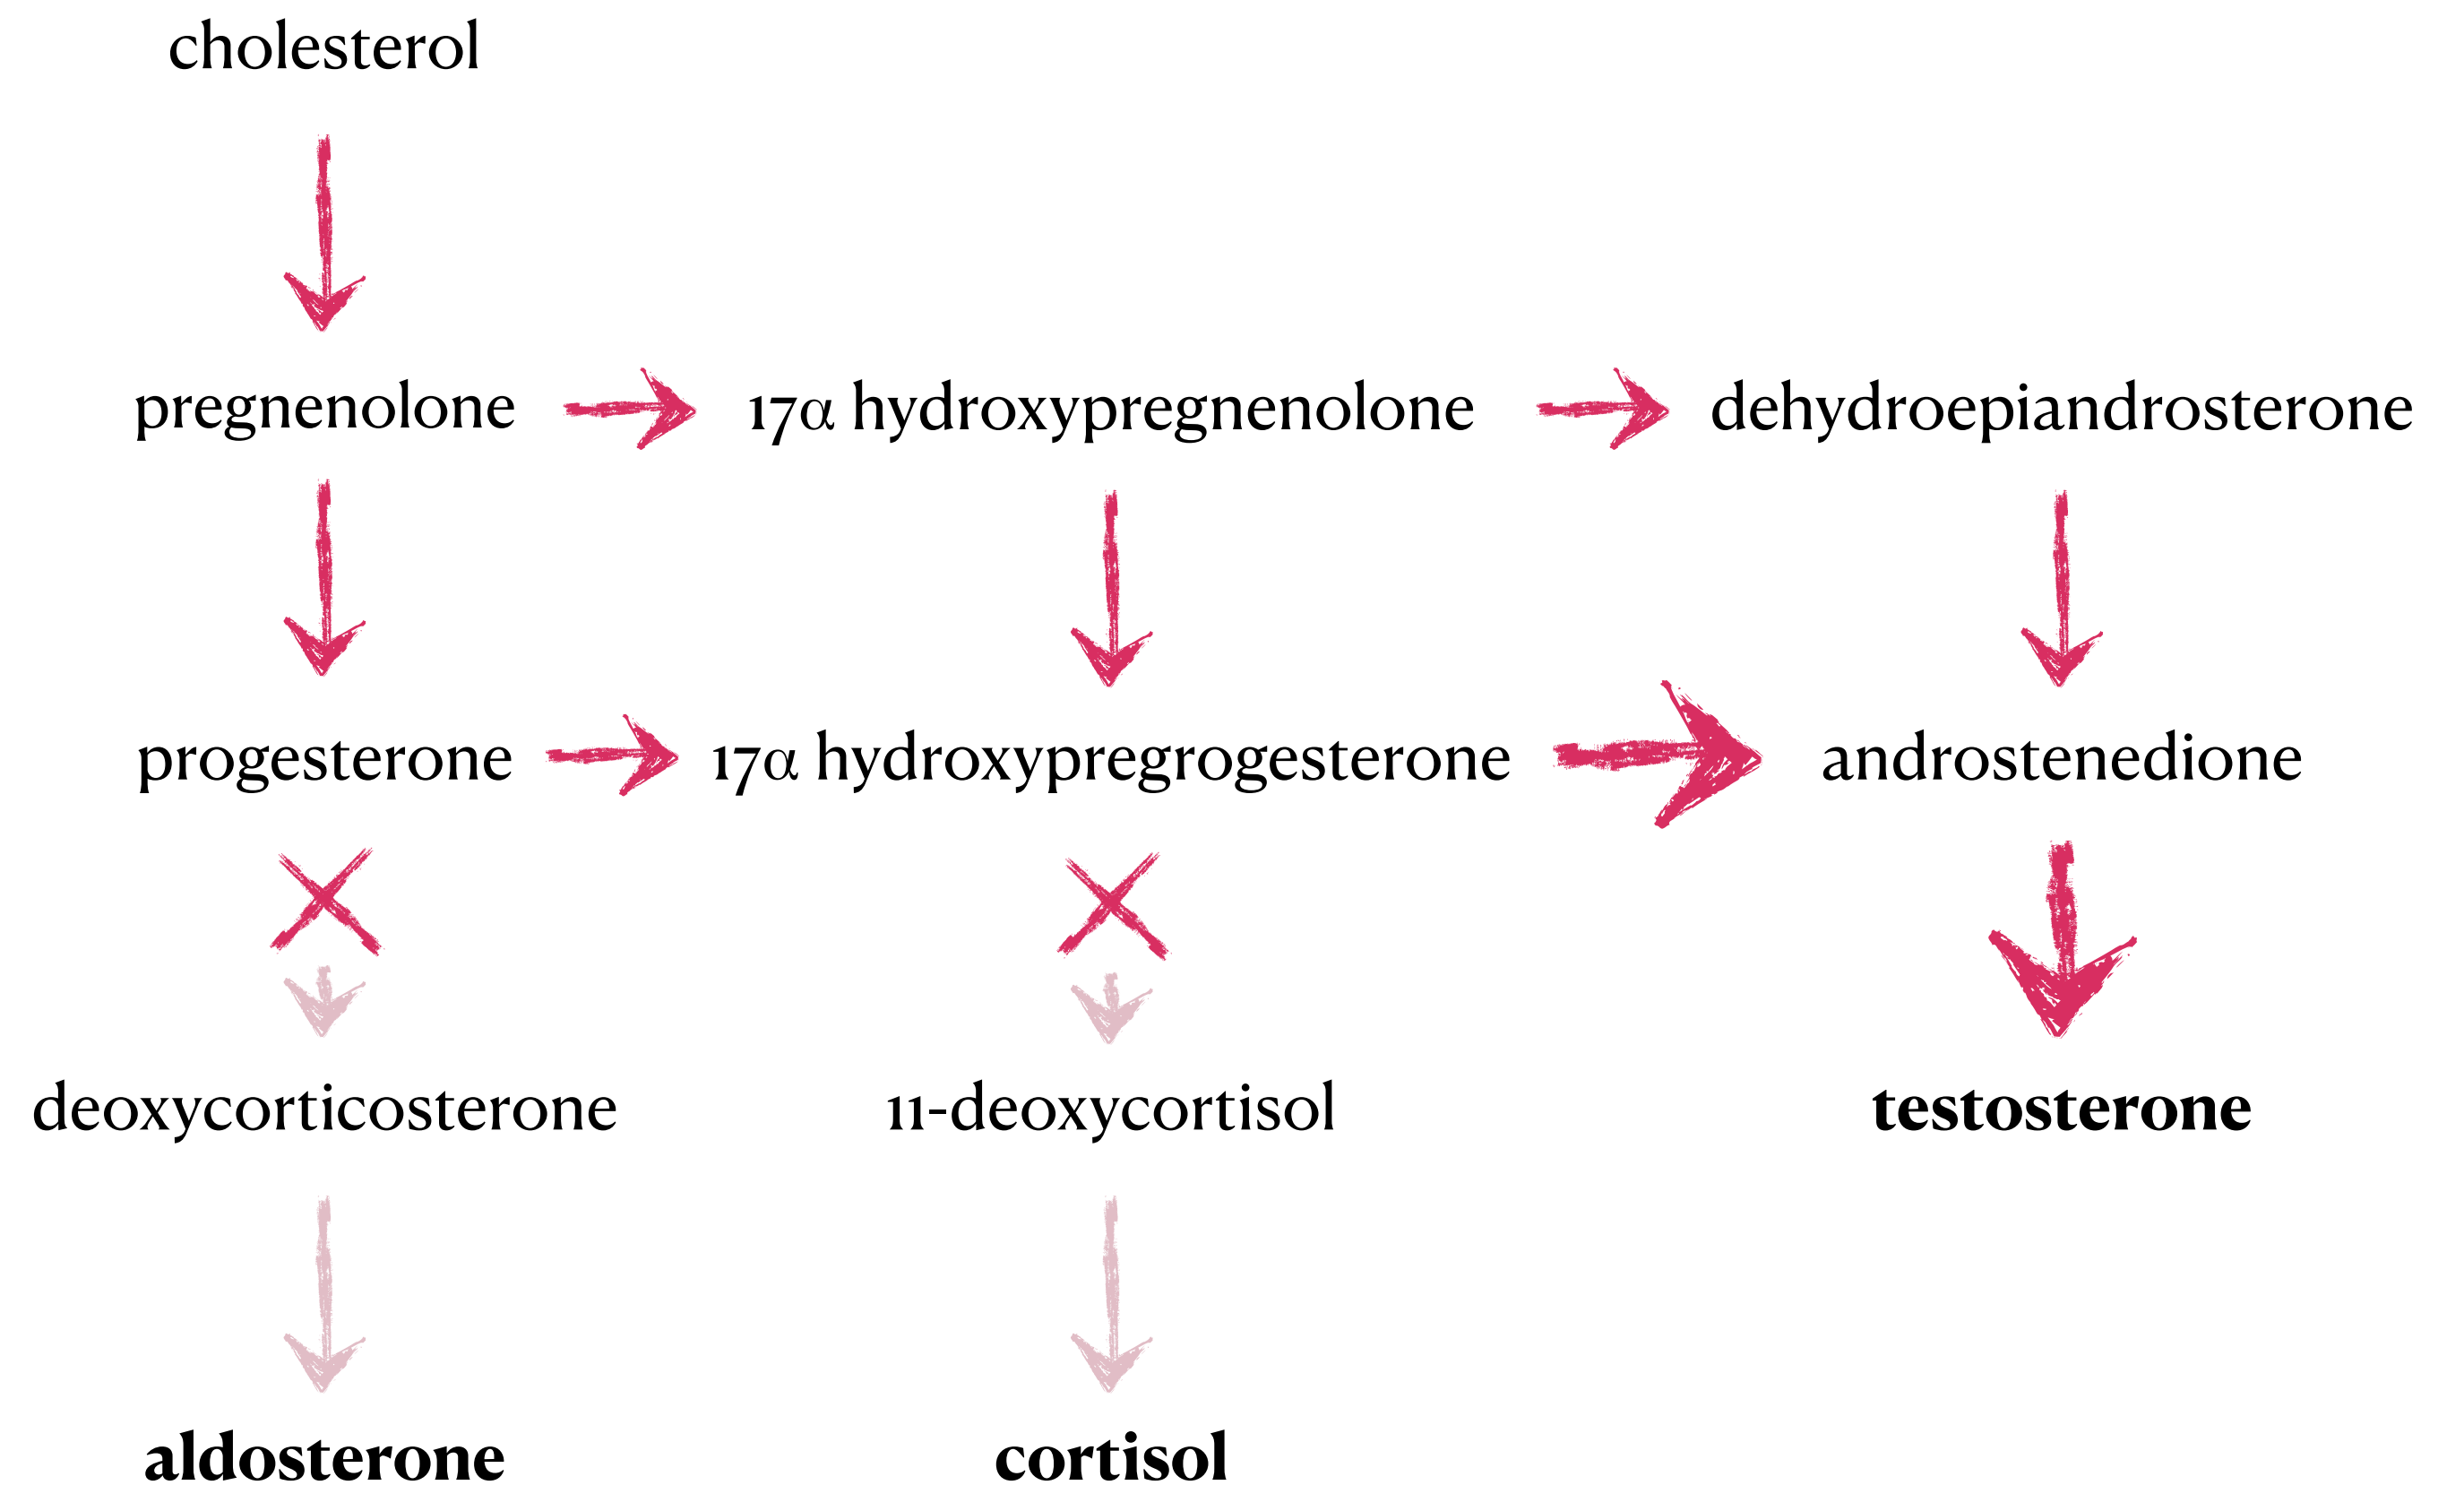 cholesterol
pregnenolone
17α hydroxypregnenolone
dehydroepiandrosterone
progesterone
17α hydroxypregrogesterone
androstenedione
deoxycorticosterone
11-deoxycortisol
testosterone
aldosterone
cortisol